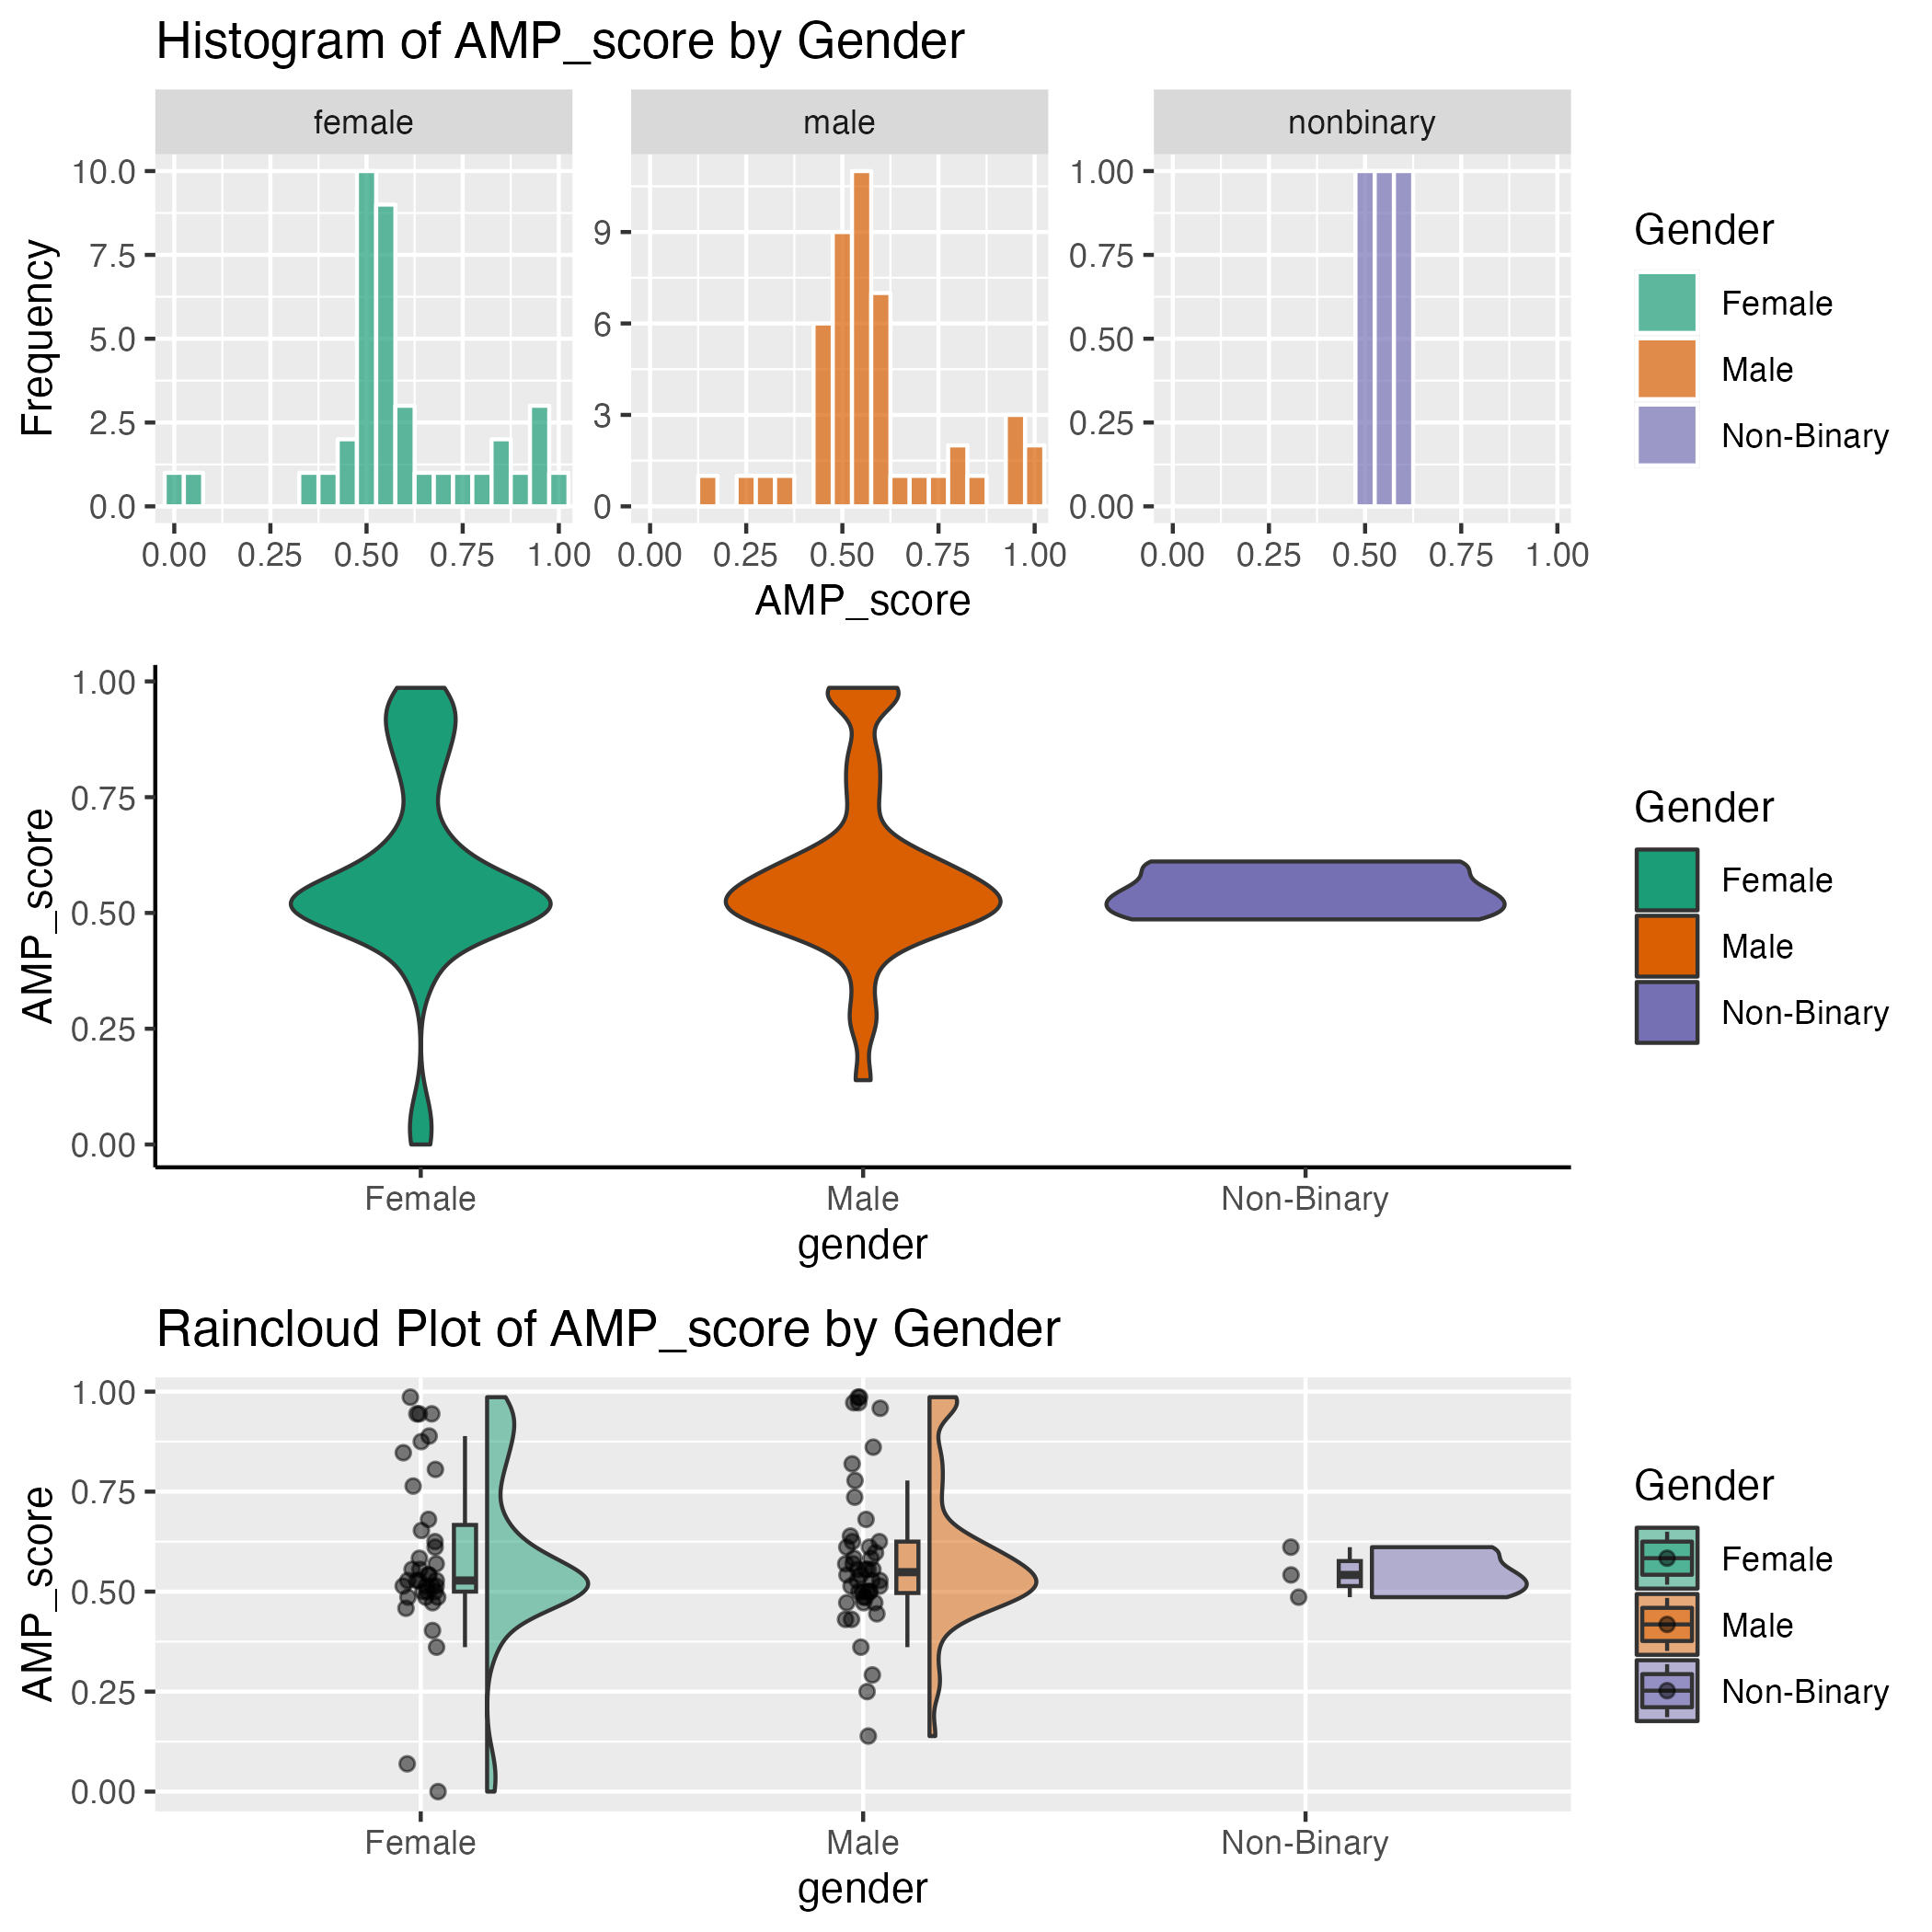 Histogram of AMP_score by Gender
female male nonbinary
Frequency
10.0
7.5
5.0
2.5
0.0
9
6
3
0
1.00
0.75
0.50
0.25
0.00
0.00 0.25 0.50 0.75 1.00 0.00 0.25 0.50 0.75 1.00 0.00 0.25 0.50 0.75 1.00
AMP_score
Gender
Female
Male
Non-Binary
AMP_score
1.00
0.75
0.50
0.25
0.00
Female Male Non-Binary
gender
Gender
Female
Male
Non-Binary
Raincloud Plot of AMP_score by Gender
AMP_score
1.00
0.75
0.50
0.25
0.00
Female Male Non-Binary
gender
Gender
Female
Male
Non-Binary